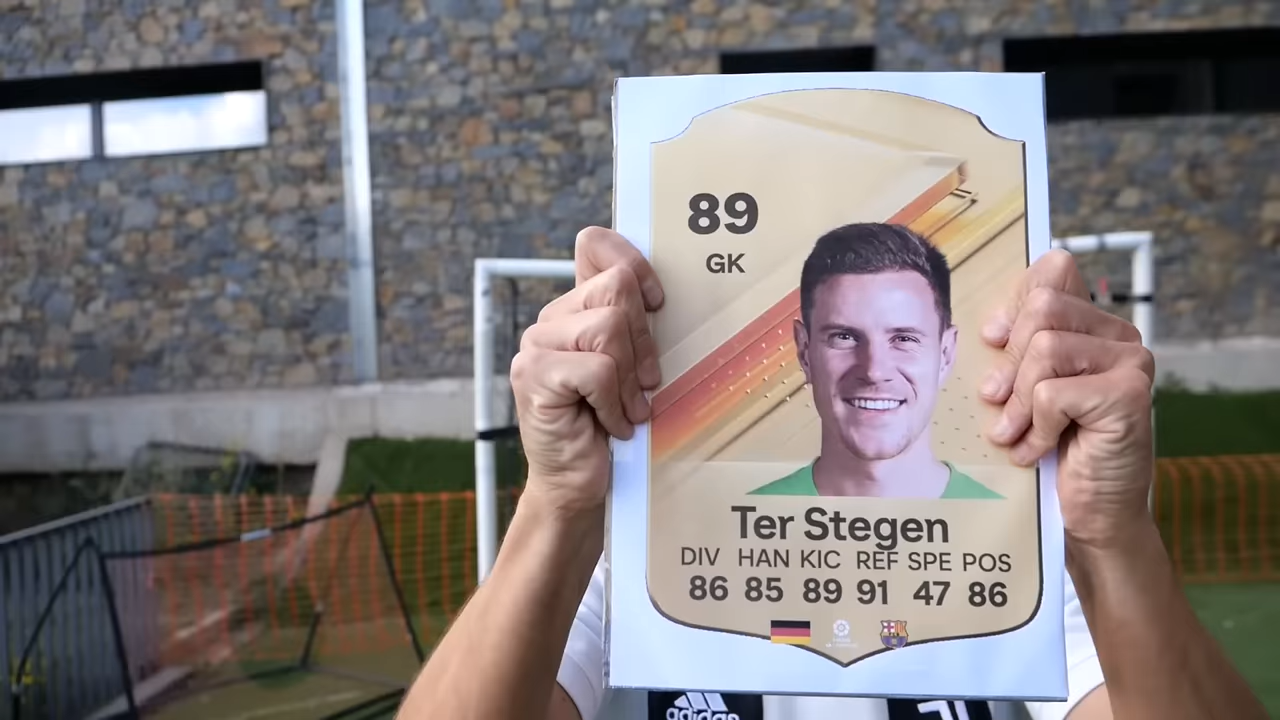 89
GK
Ter Stegen
DIV HAN KIC REF SPE POS
86 85 89 91 47 86
adidas